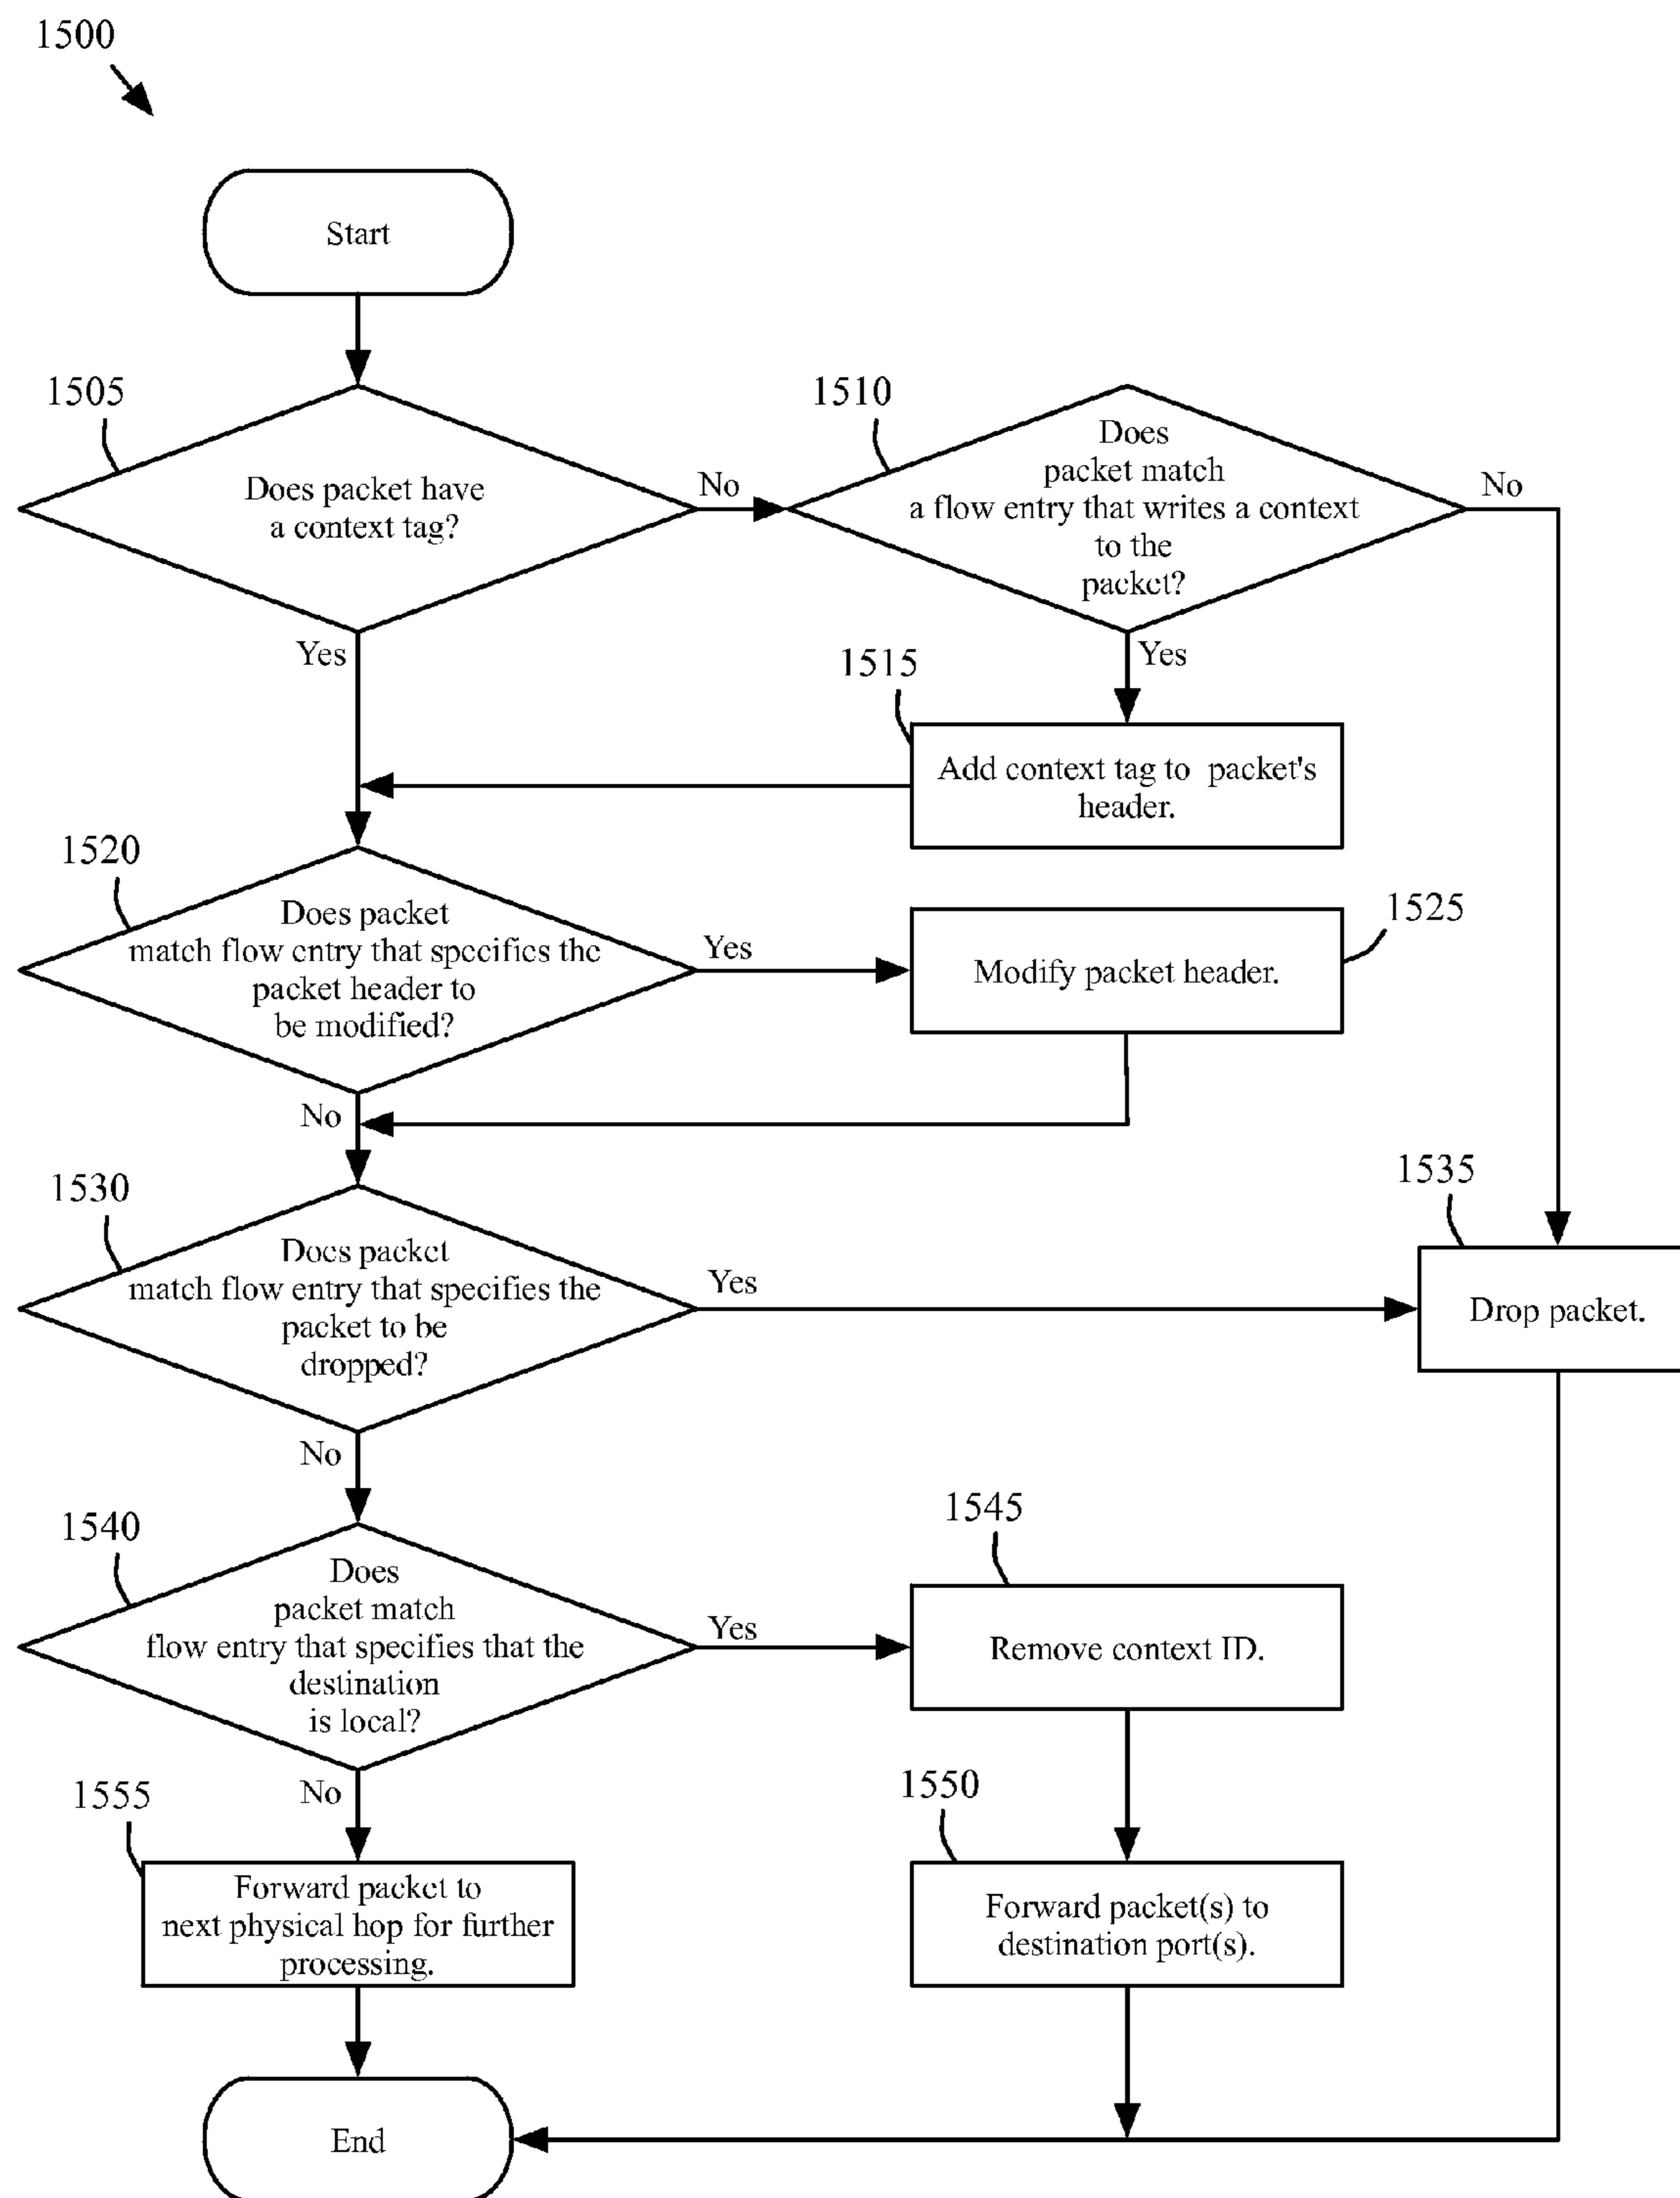 1500
Start
1505
Does packet have
a context tag?
No
1510
Does
packet match
a flow entry that writes a context
to the
packet?
No
Yes
Yes
1515
Add context tag to packet's
header.
1520
Does packet
match flow entry that specifies the
packet header to
be modified?
Yes
1525
Modify packet header.
No
1530
Does packet
match flow entry that specifies the
packet to be
dropped?
Yes
1535
Drop packet.
No
1540
Does
packet match
flow entry that specifies that the
destination
is local?
Yes
1545
Remove context ID.
No
1555
Forward packet to
next physical hop for further
processing.
1550
Forward packet(s) to
destination port(s).
End